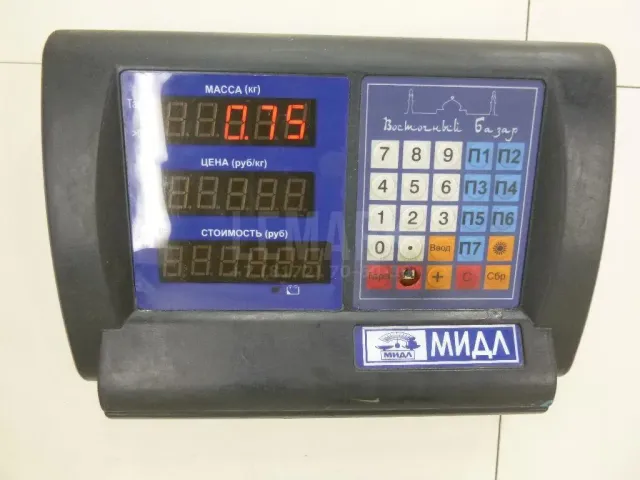 МАССА (кг)
0.75
ЦЕНА (руб/кг)
СТОИМОСТЬ (руб)
Восточный Базар
7 8 9 П1 П2
4 5 6 П3 П4
1 2 3 П5 П6
0 . Ввод П7
Тара + С Сбр
МИДЛ
МИДЛ